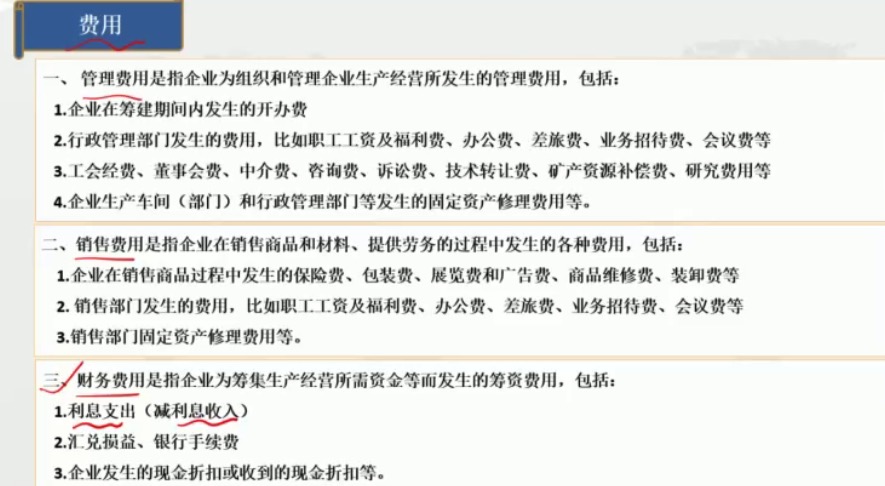 费用
一、 管理费用是指企业为组织和管理企业生产经营所发生的管理费用，包括：
1.企业在筹建期间内发生的开办费
2.行政管理部门发生的费用，比如职工工资及福利费、办公费、差旅费、业务招待费、会议费等
3.工会经费、董事会费、中介费、咨询费、诉讼费、技术转让费、矿产资源补偿费、研究费用等
4.企业生产车间（部门）和行政管理部门等发生的固定资产修理费用等。
二、销售费用是指企业在销售商品和材料、提供劳务的过程中发生的各种费用，包括：
1.企业在销售商品过程中发生的保险费、包装费、展览费和广告费、商品维修费、装卸费等
2. 销售部门发生的费用，比如职工工资及福利费、办公费、差旅费、业务招待费、会议费等
3.销售部门固定资产修理费用等。
三、财务费用是指企业为筹集生产经营所需资金等而发生的筹资费用，包括：
1.利息支出（减利息收入）
2.汇兑损益、银行手续费
3.企业发生的现金折扣或收到的现金折扣等。